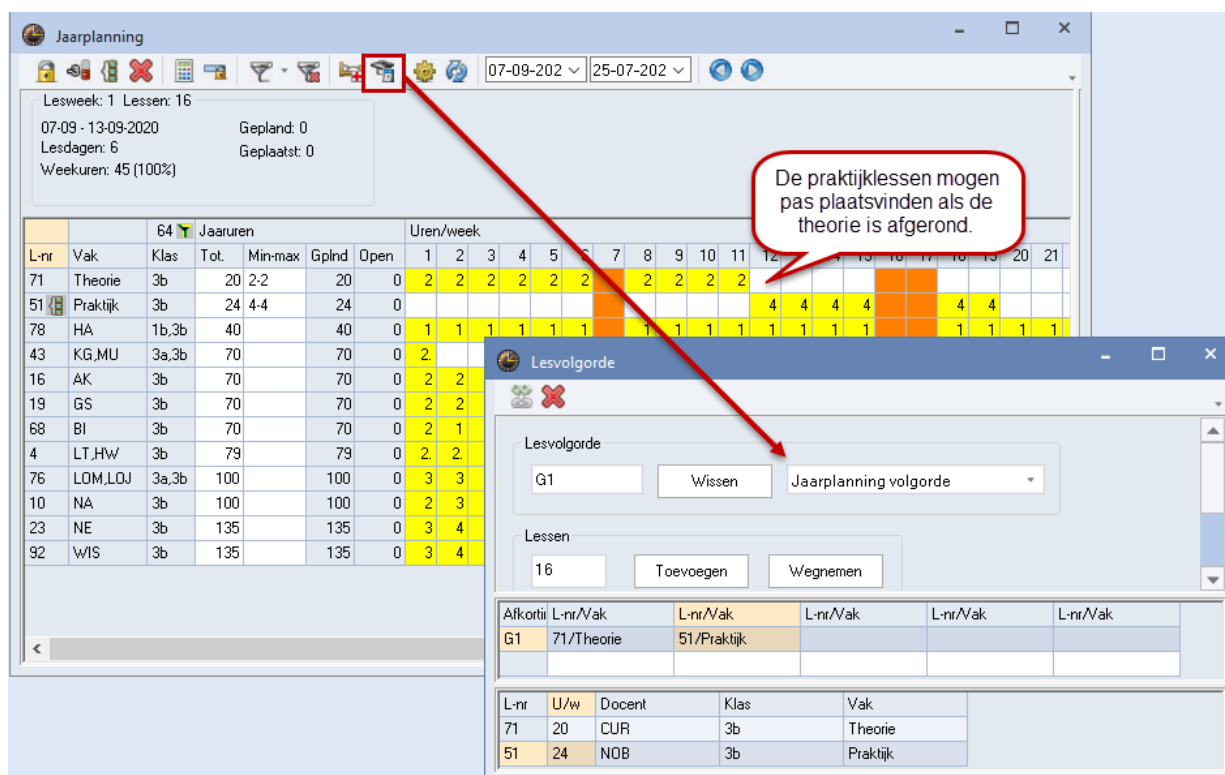 Jaarplanning
07-09-202 25-07-202
Lesweek: 1 Lessen: 16
07-09 - 13-09-2020 Gepland: 0
Lesdagen: 6 Geplaatst: 0
Weekuren: 45 (100%)
De praktijklessen mogen
pas plaatsvinden als de
theorie is afgerond.
64 Jaaruren Uren/week
L-nr Vak Klas Tot. Min-max Gplnd Open 1 2 3 4 5 6 7 8 9 10 11 12 20 21
71 Theorie 3b 20 2-2 20 0 2 2 2 2 2 2 2 2 2 2
51 Praktijk 3b 24 4-4 24 0 4 4 4 4 4 4
78 HA 1b,3b 40 40 0 1 1 1 1 1 1 1 1 1 1 1 1 1 1 1 1 1 1
43 KG,MU 3a,3b 70 70 0 2.
16 AK 3b 70 70 0 2 2
19 GS 3b 70 70 0 2 2
68 BI 3b 70 70 0 2 1
4 LT,HW 3b 79 79 0 2. 2.
76 LOM,LOJ 3a,3b 100 100 0 3 3
10 NA 3b 100 100 0 2 3
23 NE 3b 135 135 0 3 4
92 WIS 3b 135 135 0 3 4
Lesvolgorde
Lesvolgorde
G1 Wissen Jaarplanning volgorde
Lessen
16 Toevoegen Wegnemen
Afkortin L-nr/Vak L-nr/Vak L-nr/Vak L-nr/Vak L-nr/Vak
G1 71/Theorie 51/Praktijk
L-nr U/w Docent Klas Vak
71 20 CUR 3b Theorie
51 24 NOB 3b Praktijk